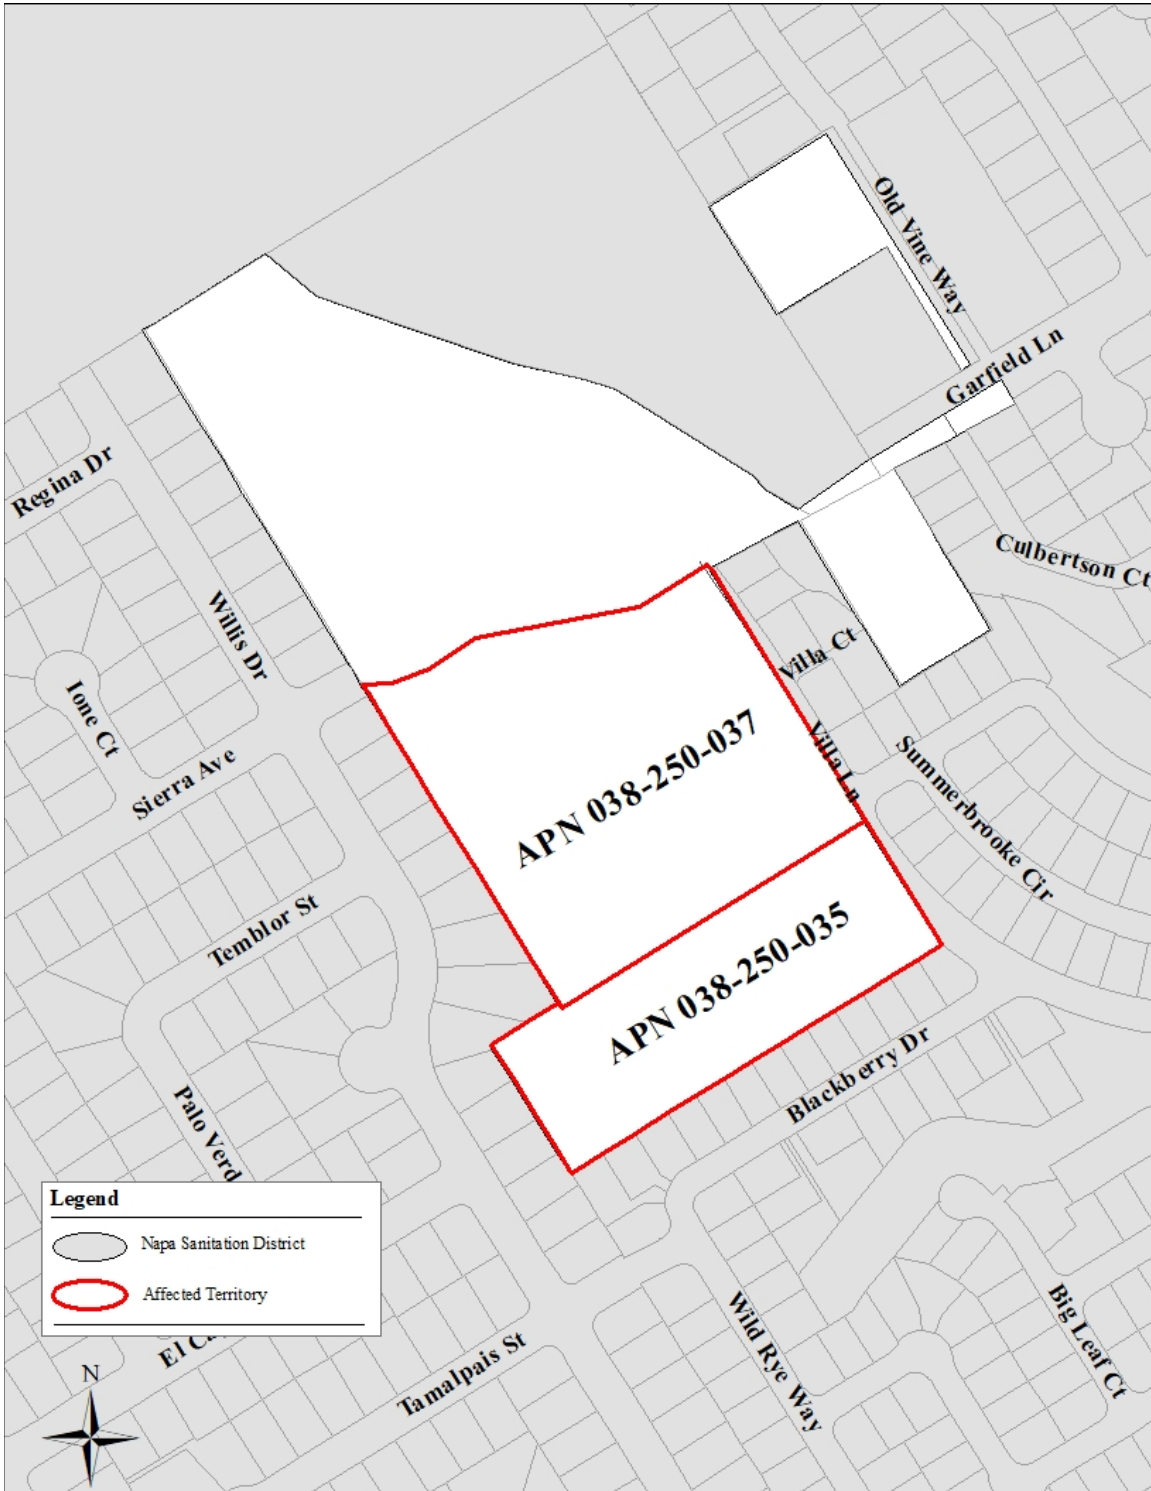 Old Vine Way
Garfield Ln
Regina Dr
Culbertson Ct
Willis Dr
Villa Ct
Ione Ct
Sierra Ave
APN 038-250-037
Villa Ln
Summerbrooke Cir
Temblor St
APN 038-250-035
Blackberry Dr
Palo Verd
Legend
Napa Sanitation District
Affected Territory
El Ca
Wild Rye Way
Big Leaf Ct
Tamalpais St
N